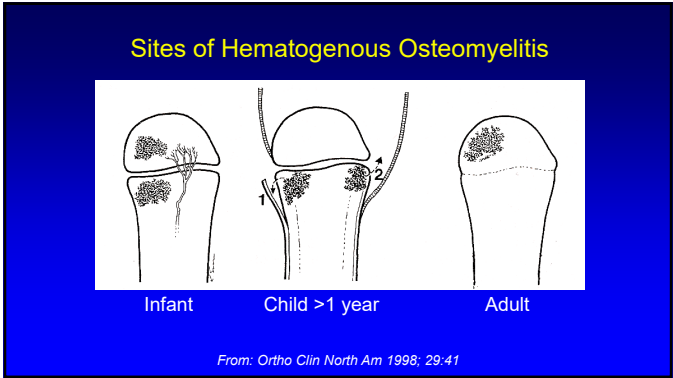 Sites of Hematogenous Osteomyelitis
1
2
Infant
Child >1 year
Adult
From: Ortho Clin North Am 1998; 29:41